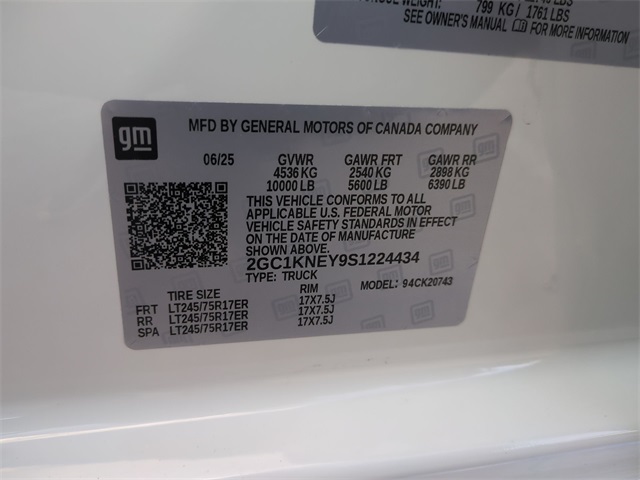 WEIGHT:
799 KG / 1761 LBS
SEE OWNER'S MANUAL FOR MORE INFORMATION
gm
MFD BY GENERAL MOTORS OF CANADA COMPANY
06/25 GVWR GAWR FRT GAWR RR
4536 KG 2540 KG 2898 KG
10000 LB 5600 LB 6390 LB
THIS VEHICLE CONFORMS TO ALL
APPLICABLE U.S. FEDERAL MOTOR
VEHICLE SAFETY STANDARDS IN
EFFECT ON THE DATE OF MANUFACTURE
SHOWN ABOVE.
2GC1KNEY9S1224434
TYPE: TRUCK MODEL: 94CK20743
TIRE SIZE RIM
FRT LT245/75R17ER 17X7.5J
RR LT245/75R17ER 17X7.5J
SPA LT245/75R17ER 17X7.5J